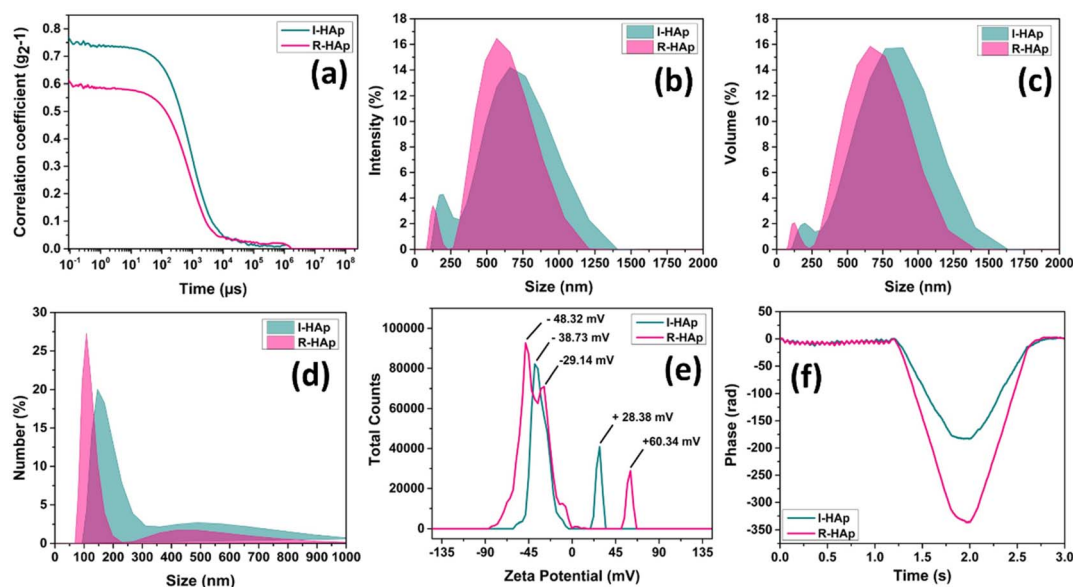 0.8
0.7
0.6
0.5
0.4
0.3
0.2
0.1
0.0
Correlation coefficient (g2-1)
I-HAp
R-HAp
(a)
10⁻¹ 10⁰ 10¹ 10² 10³ 10⁴ 10⁵ 10⁶ 10⁷ 10⁸
Time (µs)
18
16
14
12
10
8
6
4
2
0
Intensity (%)
I-HAp
R-HAp
(b)
0 250 500 750 1000 1250 1500 1750 2000
Size (nm)
18
16
14
12
10
8
6
4
2
0
Volume (%)
I-HAp
R-HAp
(c)
0 250 500 750 1000 1250 1500 1750 2000
Size (nm)
30
25
20
15
10
5
0
Number (%)
I-HAp
R-HAp
(d)
0 100 200 300 400 500 600 700 800 900 1000
Size (nm)
100000
80000
60000
40000
20000
0
Total Counts
- 48.32 mV
- 38.73 mV
-29.14 mV
+ 28.38 mV
+60.34 mV
I-HAp
R-HAp
(e)
-135 -90 -45 0 45 90 135
Zeta Potential (mV)
50
0
-50
-100
-150
-200
-250
-300
-350
Phase (rad)
(f)
I-HAp
R-HAp
0.0 0.5 1.0 1.5 2.0 2.5 3.0
Time (s)